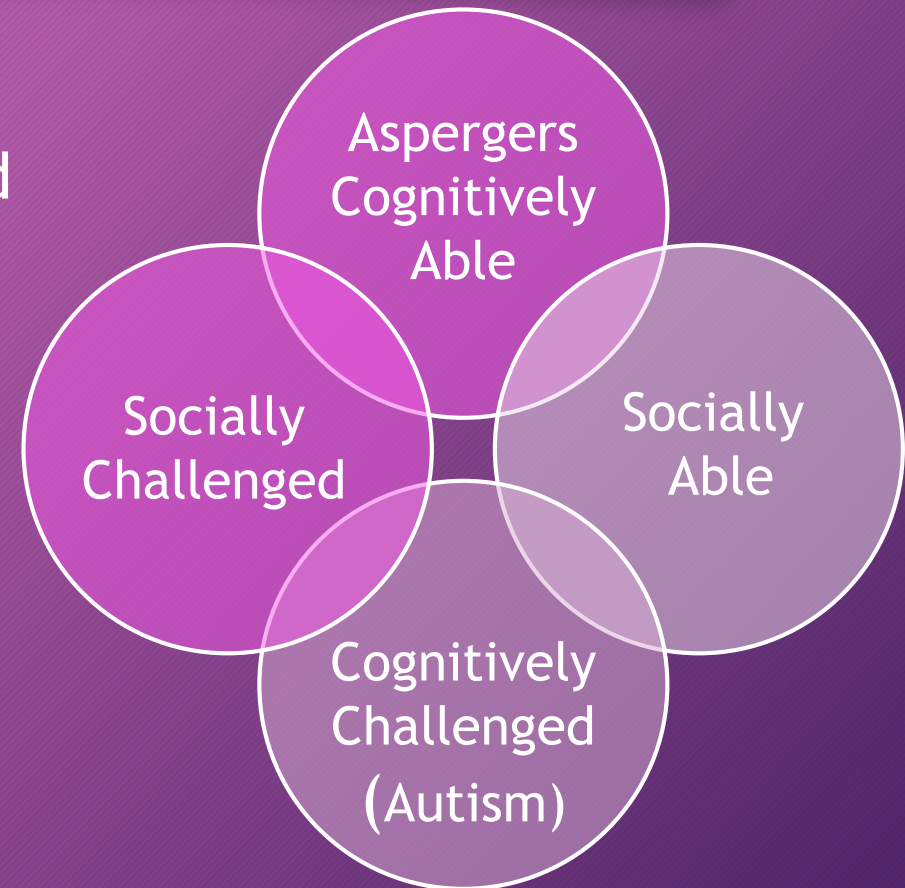 Aspergers
Cognitively
Able
Socially
Challenged
Socially
Able
Cognitively
Challenged
(Autism)